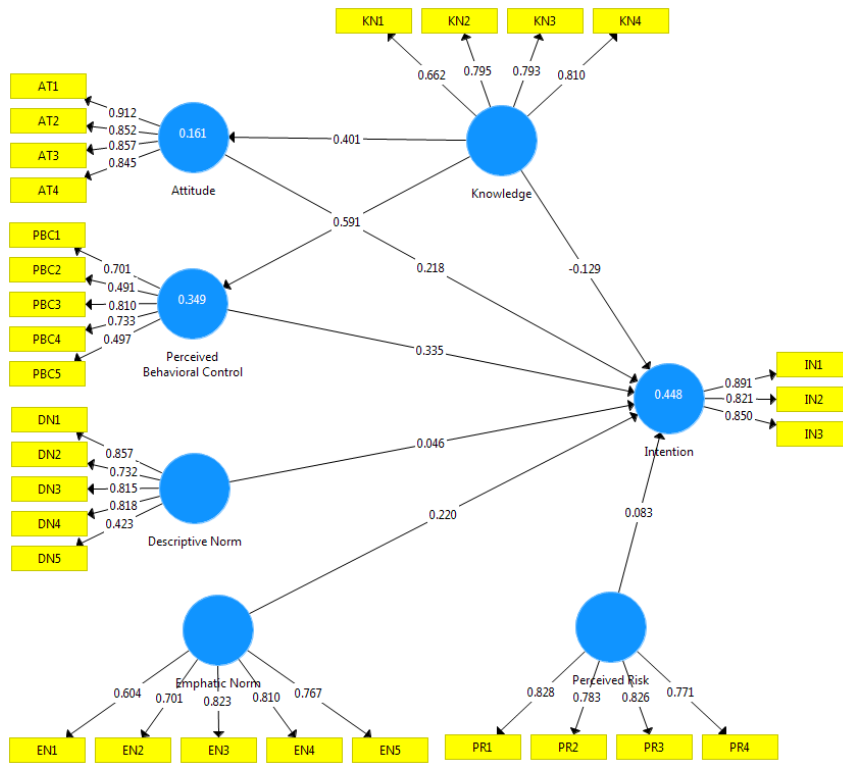 KN1
KN2
KN3
KN4
0.662
0.795
0.793
0.810
AT1
AT2
AT3
AT4
0.912
0.852
0.857
0.845
0.161
Attitude
0.401
Knowledge
0.591
0.218
-0.129
PBC1
PBC2
PBC3
PBC4
PBC5
0.701
0.491
0.810
0.733
0.497
0.349
Perceived
Behavioral Control
0.335
0.448
Intention
0.891
0.821
0.850
IN1
IN2
IN3
DN1
DN2
DN3
DN4
DN5
0.857
0.732
0.815
0.818
0.423
Descriptive Norm
0.046
0.220
0.083
Emphatic Norm
0.604
0.701
0.823
0.810
0.767
EN1
EN2
EN3
EN4
EN5
Perceived Risk
0.828
0.783
0.826
0.771
PR1
PR2
PR3
PR4